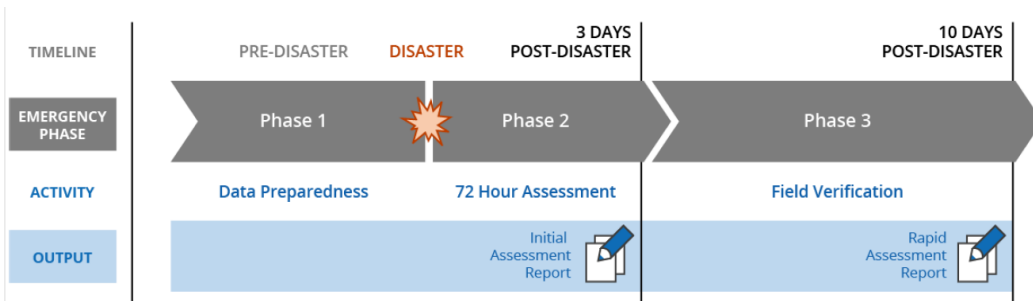 TIMELINE
PRE-DISASTER
DISASTER
3 DAYS
POST-DISASTER
10 DAYS
POST-DISASTER
EMERGENCY
PHASE
Phase 1
Phase 2
Phase 3
ACTIVITY
Data Preparedness
72 Hour Assessment
Field Verification
OUTPUT
Initial
Assessment
Report
Rapid
Assessment
Report